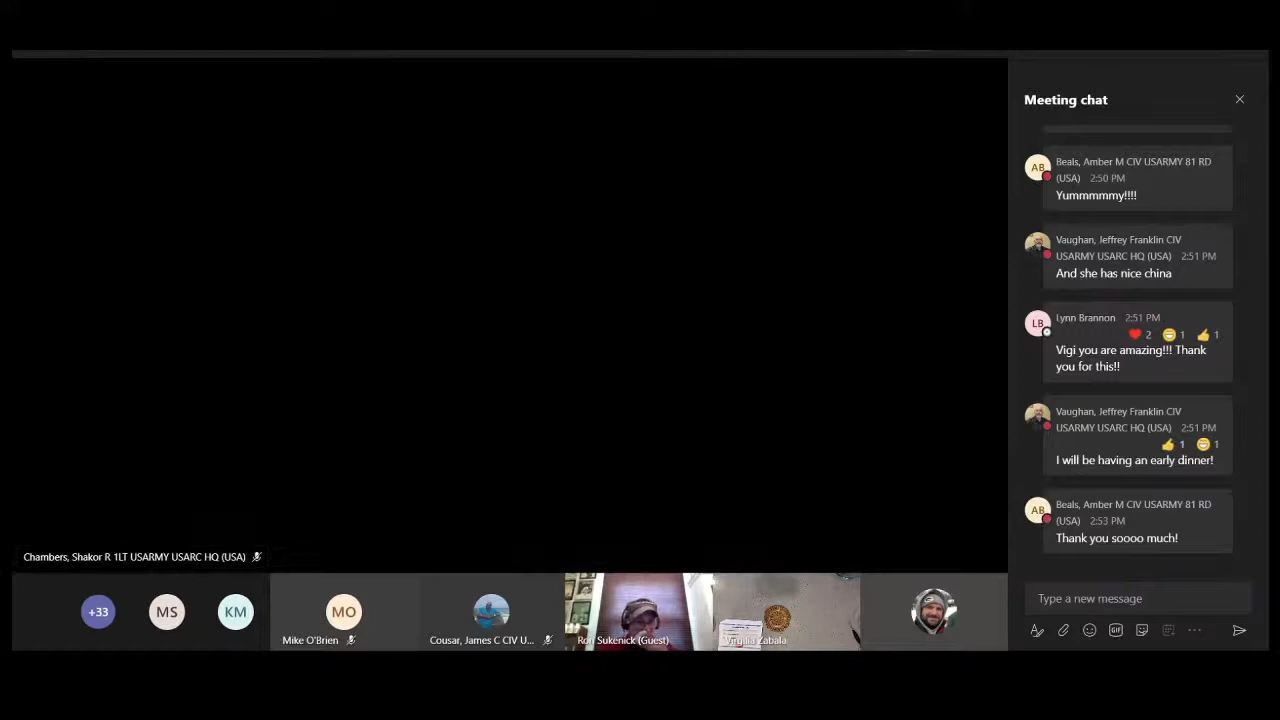 Meeting chat
AB
Beals, Amber M CIV USARMY 81 RD
(USA) 2:50 PM
Yummmmmy!!!!
Vaughan, Jeffrey Franklin CIV
USARMY USARC HQ (USA) 2:51 PM
And she has nice china
LB
Lynn Brannon 2:51 PM
2 1 1
Vigi you are amazing!!! Thank
you for this!!
Vaughan, Jeffrey Franklin CIV
USARMY USARC HQ (USA) 2:51 PM
1 1
I will be having an early dinner!
AB
Beals, Amber M CIV USARMY 81 RD
(USA) 2:53 PM
Thank you soooo much!
Type a new message
GIF
Chambers, Shakor R 1LT USARMY USARC HQ (USA)
+33
MS
KM
MO
Mike O'Brien
Cousar, James C CIV U...
Ron Sukenick (Guest)
Virgilia Zabala